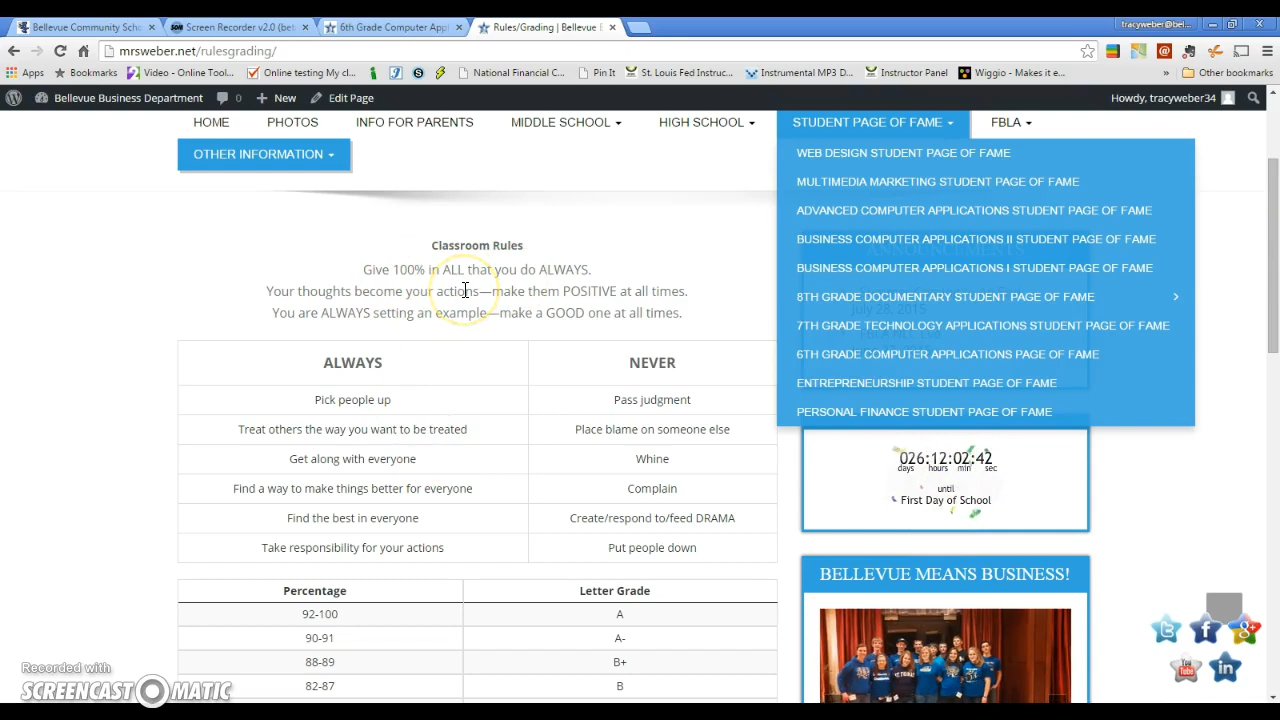 Bellevue Community Scho
Screen Recorder v2.0 (bet
6th Grade Computer Appl
Rules/Grading | Bellevue B
tracyweber@bel...
mrsweber.net/rulesgrading/
Apps
Bookmarks
Video - Online Tool...
Online testing My cl...
National Financial C...
Pin It
St. Louis Fed Instruc...
Instrumental MP3 D...
Instructor Panel
Wiggio - Makes it e...
»
Other bookmarks
Bellevue Business Department
0
New
Edit Page
Howdy, tracyweber34
HOME
PHOTOS
INFO FOR PARENTS
MIDDLE SCHOOL
HIGH SCHOOL
STUDENT PAGE OF FAME
FBLA
OTHER INFORMATION
WEB DESIGN STUDENT PAGE OF FAME
MULTIMEDIA MARKETING STUDENT PAGE OF FAME
ADVANCED COMPUTER APPLICATIONS STUDENT PAGE OF FAME
BUSINESS COMPUTER APPLICATIONS II STUDENT PAGE OF FAME
BUSINESS COMPUTER APPLICATIONS I STUDENT PAGE OF FAME
8TH GRADE DOCUMENTARY STUDENT PAGE OF FAME
7TH GRADE TECHNOLOGY APPLICATIONS STUDENT PAGE OF FAME
6TH GRADE COMPUTER APPLICATIONS PAGE OF FAME
ENTREPRENEURSHIP STUDENT PAGE OF FAME
PERSONAL FINANCE STUDENT PAGE OF FAME
ANNOUNCEMENTS
July 28, 2015
Classroom Rules
Give 100% in ALL that you do ALWAYS.
Your thoughts become your actions—make them POSITIVE at all times.
You are ALWAYS setting an example—make a GOOD one at all times.
ALWAYS NEVER
Pick people up Pass judgment
Treat others the way you want to be treated Place blame on someone else
Get along with everyone Whine
Find a way to make things better for everyone Complain
Find the best in everyone Create/respond to/feed DRAMA
Take responsibility for your actions Put people down
Percentage Letter Grade
92-100 A
90-91 A-
88-89 B+
82-87 B
026:12:02:42
days hours min sec
until
First Day of School
BELLEVUE MEANS BUSINESS!
Recorded with
SCREENCAST MATIC